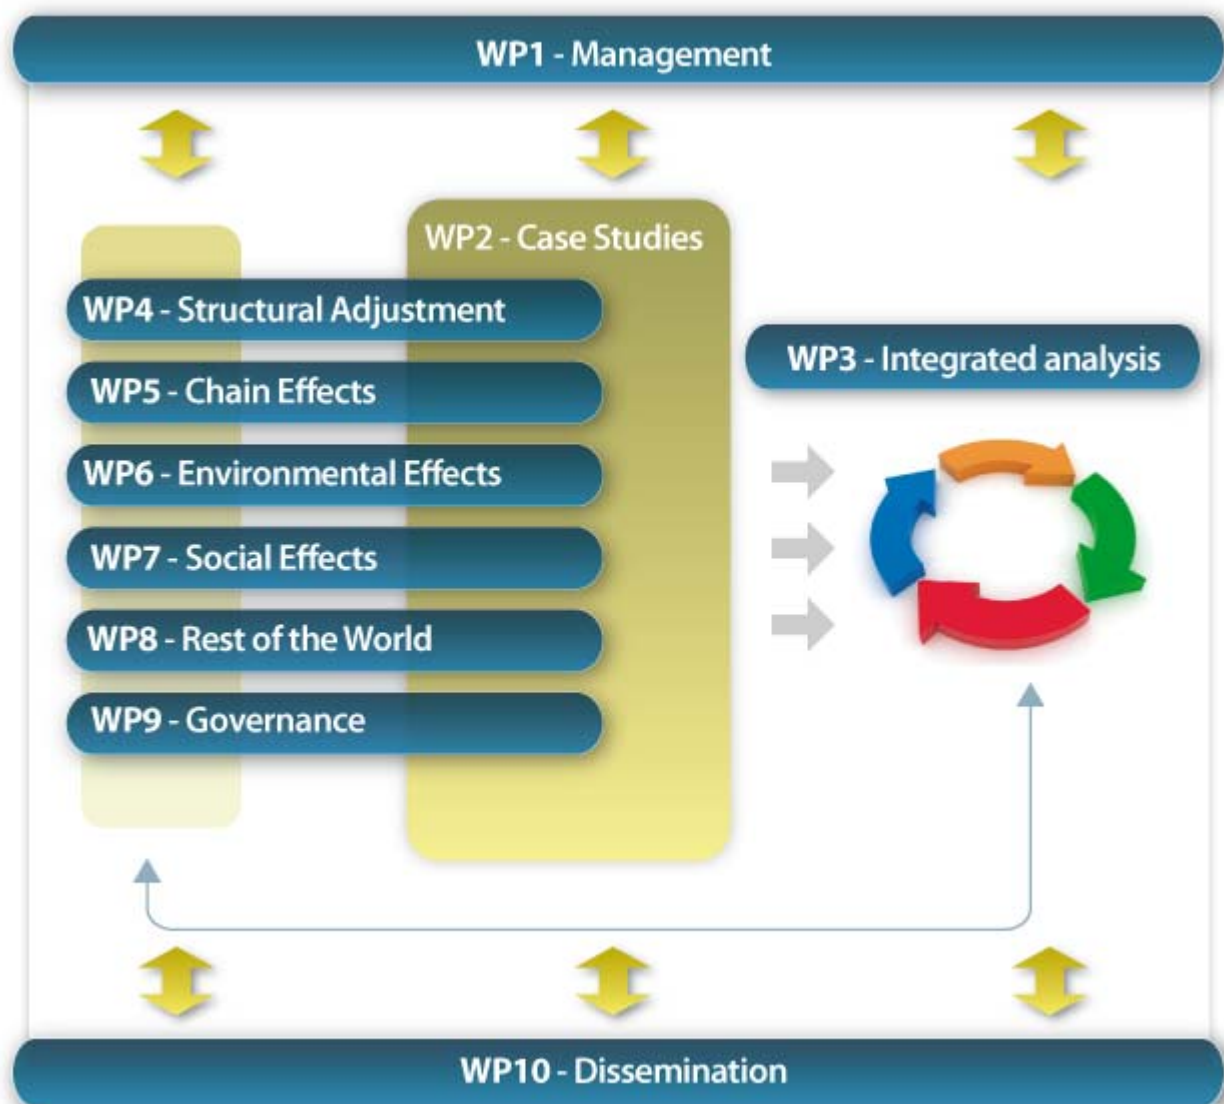 WP1 - Management
WP2 - Case Studies
WP4 - Structural Adjustment
WP5 - Chain Effects
WP6 - Environmental Effects
WP7 - Social Effects
WP8 - Rest of the World
WP9 - Governance
WP3 - Integrated analysis
WP10 - Dissemination